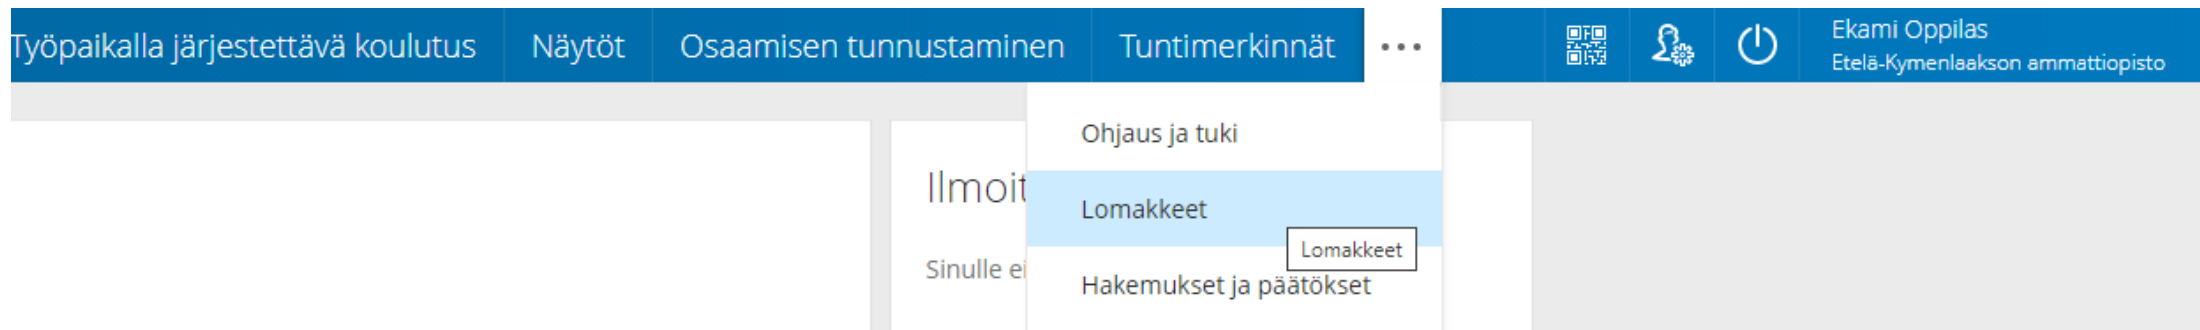 Työpaikalla järjestettävä koulutus Näytöt Osaamisen tunnustaminen Tuntimerkinnät ... Ekami Oppilas
Etelä-Kymenlaakson ammattiopisto
Ohjaus ja tuki
Ilmoit
Lomakkeet
Lomakkeet
Sinulle ei
Hakemukset ja päätökset